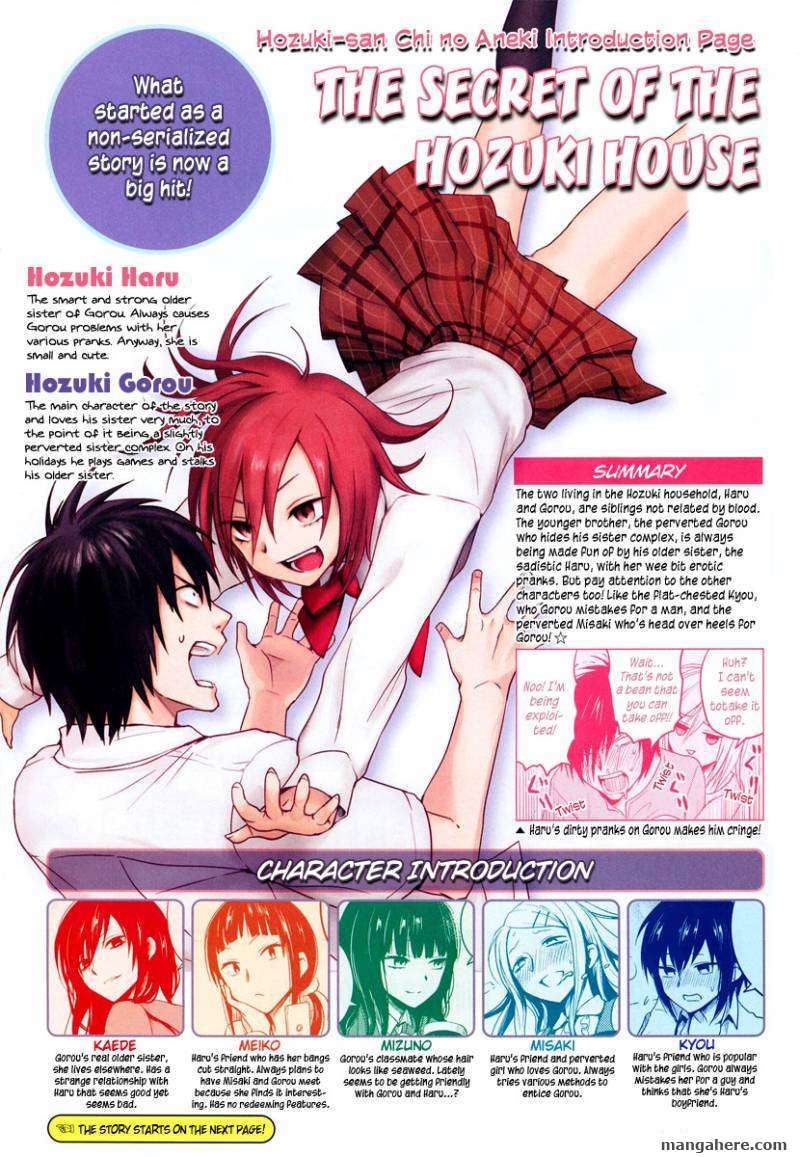 Hozuki-san Chi no Aneki Introduction Page
THE SECRET OF THE
HOZUKI HOUSE
What
started as a
non-serialized
story is now a
big hit!
Hozuki Haru
The smart and strong older
sister of Gorou. Always causes
Gorou problems with her
various pranks. Anyway, she is
small and cute.
Hozuki Gorou
The main character of the story
and loves his sister very much, to
the point of it being a slightly
perverted sister complex. On his
holidays he plays games and stalks
his older sister.
SUMMARY
The two living in the Hozuki household, Haru
and Gorou, are siblings not related by blood.
The younger brother, the perverted Gorou
who hides his sister complex, is always
being made fun of by his older sister, the
sadistic Haru, with her wee bit erotic
pranks. But pay attention to the other
characters too! Like the flat-chested Kyou,
who Gorou mistakes for a man, and the
perverted Misaki who's head over heels for
Gorou! ☆
Huh?
I can't
seem
totake it
off.
Wait...
That's not
a bean that
you can
take off!!
Noo! I'm
being
exploi-
ted!
Twist
Twist
▲ Haru's dirty pranks on Gorou makes him cringe!
CHARACTER INTRODUCTION
KAEDE
Gorou's real older sister,
she lives elsewhere. Has a
strange relationship with
Haru that seems good yet
seems bad.
MEIKO
Haru's friend who has her bangs
cut straight. Always plans to
have Misaki and Gorou meet
because she finds it interest-
ing. Has no redeeming features.
MIZUNO
Gorou's classmate whose hair
looks like seaweed. Lately
seems to be getting friendly
with Gorou and Haru...?
MISAKI
Haru's friend and perverted
girl who loves Gorou. Always
tries various methods to
entice Gorou.
KYOU
Haru's friend who is popular
with the girls. Gorou always
mistakes her for a guy and
thinks that she's Haru's
boyfriend.
☜ THE STORY STARTS ON THE NEXT PAGE!
mangahere.com